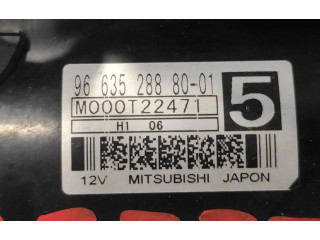 96 635 288 80-01
M000T22471
5
H1 06
12V MITSUBISHI JAPON